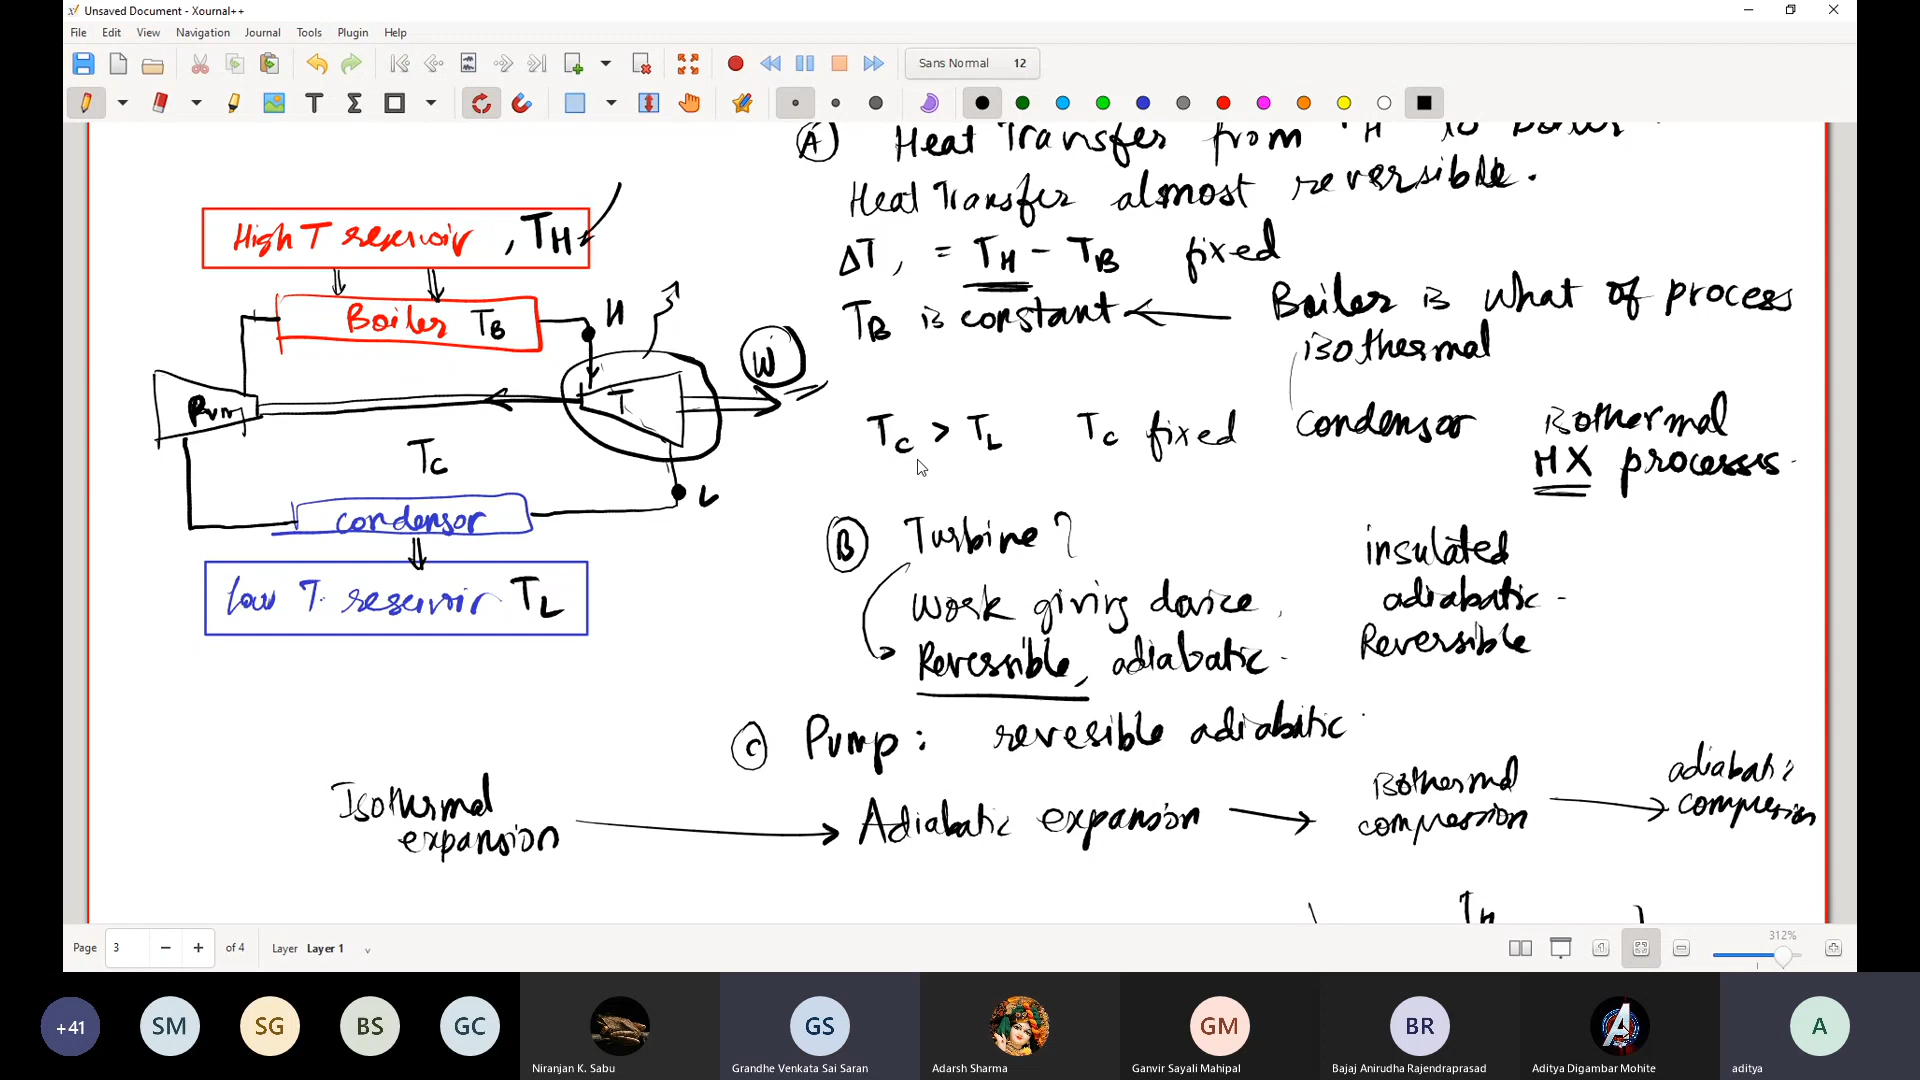 Unsaved Document - Xournal++
File Edit View Navigation Journal Tools Plugin Help
Sans Normal 12
A Heat Transfer from TH to Boiler
Heat Transfer almost reversible.
ΔT, = TH - TB fixed
TB is constant ← Boiler is what of process
isothermal
TC > TL TC fixed condensor isothermal
HX processes.
High T reservoir, TH
Boiler TB
H
T
W
Pum
TC
L
condensor
Low T. reservoir TL
B Turbine?
Work giving device
Reversible, adiabatic.
insulated
adiabatic -
Reversible
C Pump: revesible adiabatic.
Isothermal expansion → Adiabatic expansion → isothermal compression → adiabatic compression
TH
Page 3 of 4 Layer Layer 1
312%
+41 SM SG BS GC GS GM BR A
Niranjan K. Sabu Grandhe Venkata Sai Saran Adarsh Sharma Ganvir Sayali Mahipal Bajaj Anirudha Rajendraprasad Aditya Digambar Mohite aditya